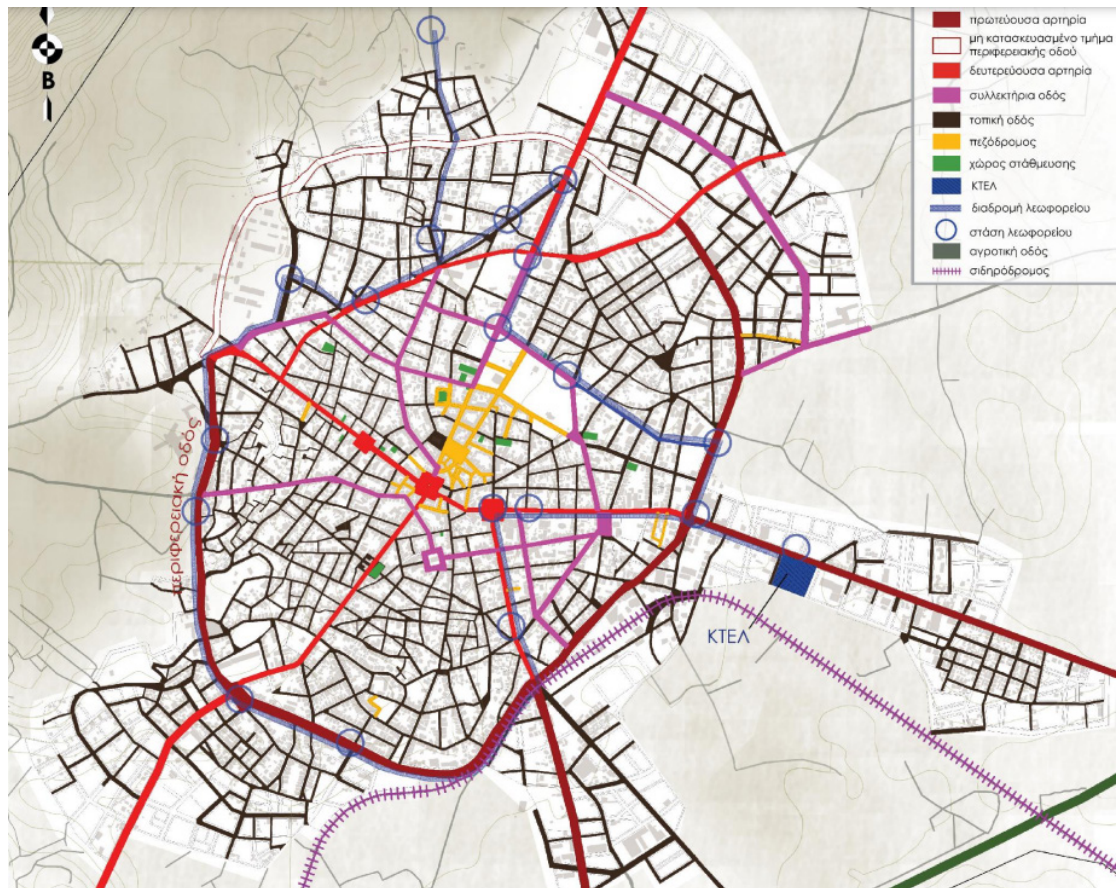 πρωτεύουσα αρτηρία
μη κατασκευασμένο τμήμα
περιφερειακής οδού
δευτερεύουσα αρτηρία
συλλεκτήρια οδός
τοπική οδός
πεζόδρομος
χώρος στάθμευσης
ΚΤΕΛ
διαδρομή λεωφορείου
στάση λεωφορείου
αγροτική οδός
σιδηρόδρομος
Β
περιφερειακή οδός
ΚΤΕΛ